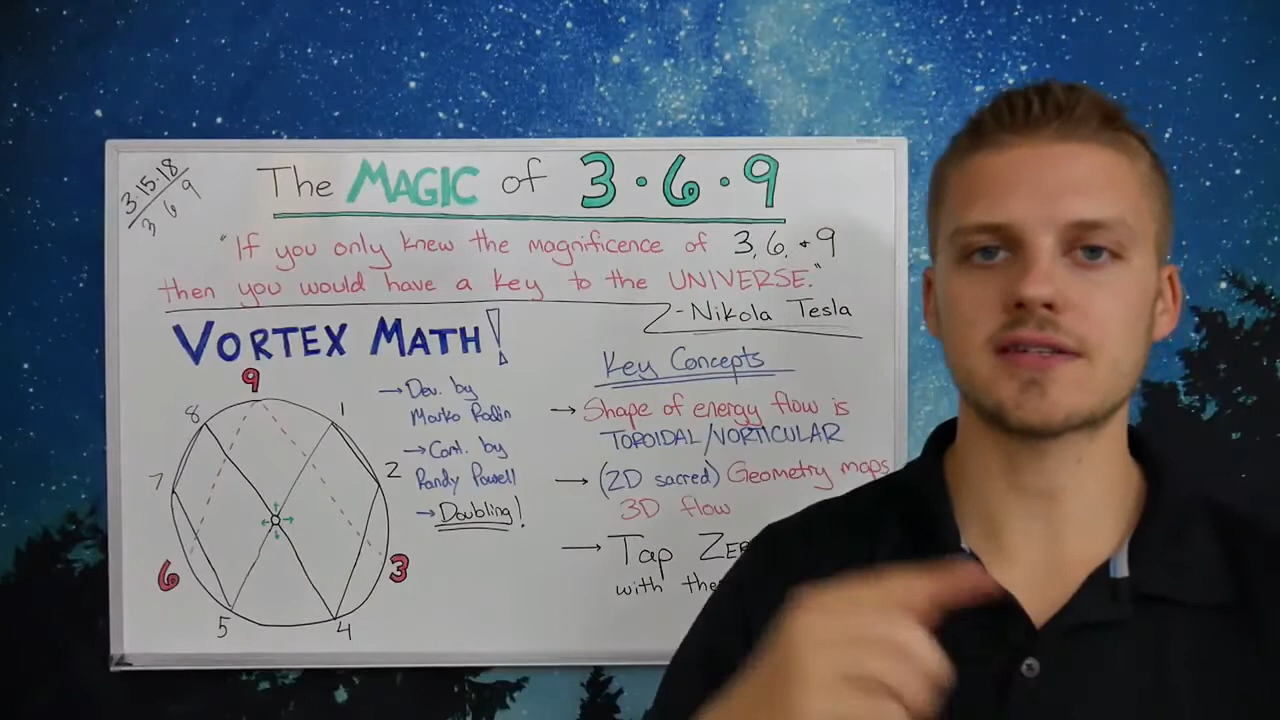 3·15·18
3 6 9
The MAGIC of 3·6·9
"If you only knew the magnificence of 3, 6, + 9
then you would have a key to the UNIVERSE."
- Nikola Tesla
VORTEX MATH!
9
8
1
7
2
6
3
5
4
→ Dev. by
Marko Rodin
→ Cont. by
Randy Powell
→ Doubling!
Key Concepts
→ Shape of energy flow is
TOROIDAL/VORTICULAR
→ (2D sacred) Geometry maps
3D flow
→ Tap
with